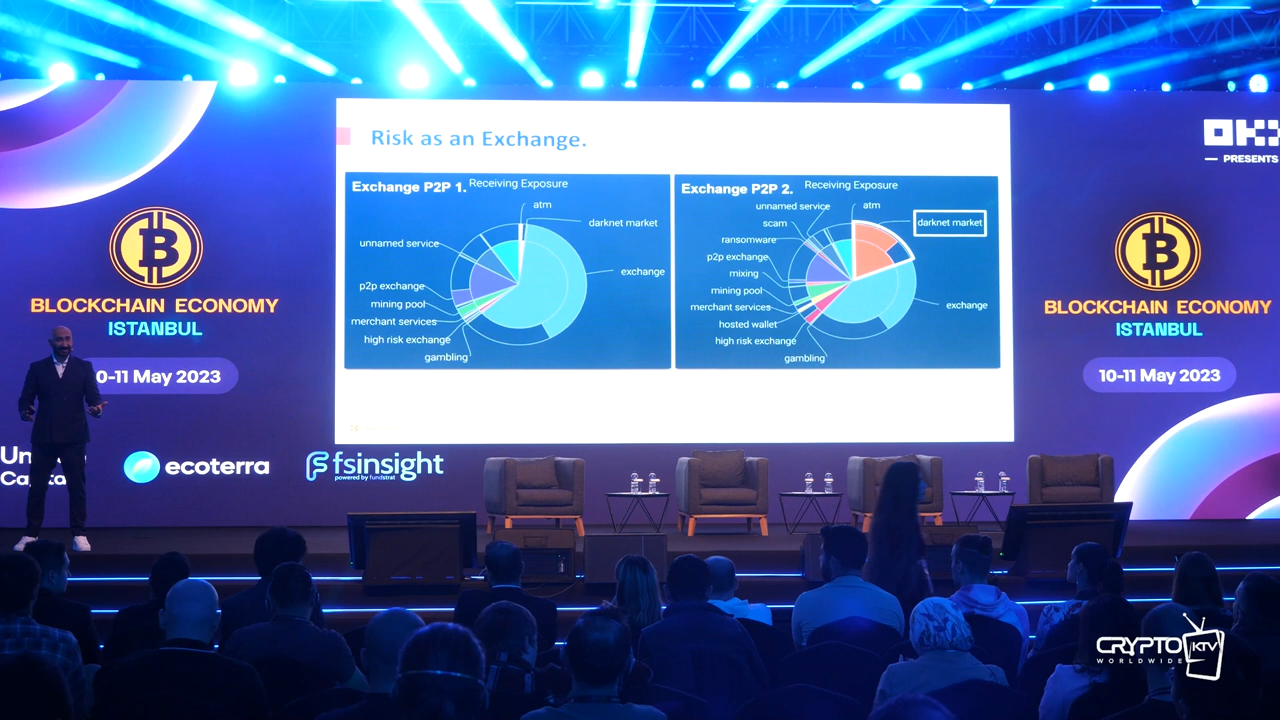 Risk as an Exchange.
Exchange P2P 1.
Receiving Exposure
atm
darknet market
unnamed service
exchange
p2p exchange
mining pool
merchant services
high risk exchange
gambling
Exchange P2P 2.
Receiving Exposure
unnamed service
atm
scam
darknet market
ransomware
p2p exchange
mixing
mining pool
exchange
merchant services
hosted wallet
high risk exchange
gambling
BLOCKCHAIN ECONOMY
ISTANBUL
0-11 May 2023
ecoterra
fsinsight
powered by fundstrat
PRESENTS
BLOCKCHAIN ECONOMY
ISTANBUL
10-11 May 2023
CRYPTO KTV
WORLDWIDE